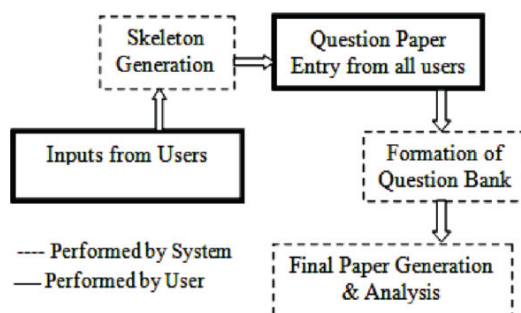 Skeleton
Generation
Question Paper
Entry from all users
Inputs from Users
Formation of
Question Bank
---- Performed by System
— Performed by User
Final Paper Generation
& Analysis